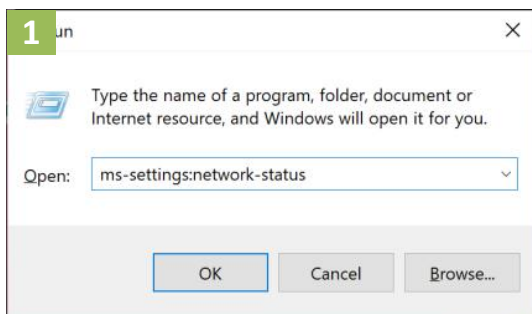 1 un
Type the name of a program, folder, document or
Internet resource, and Windows will open it for you.
Open: ms-settings:network-status
OK Cancel Browse...